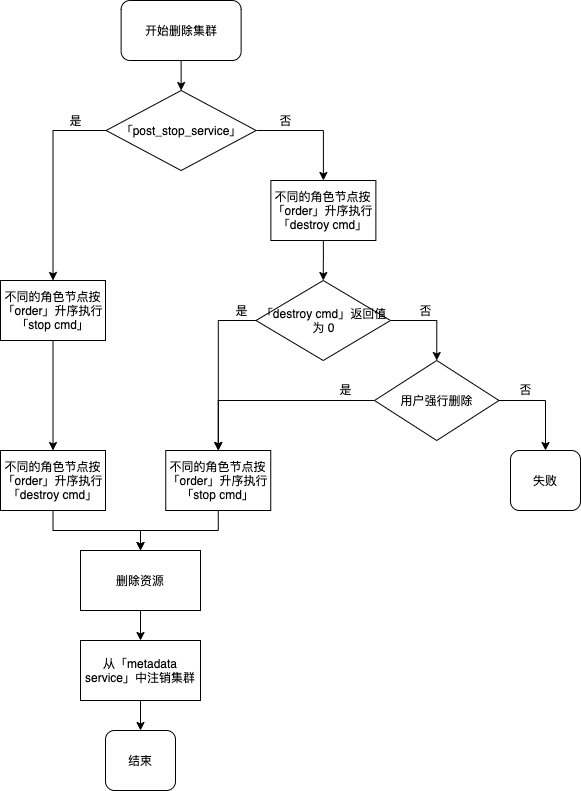 开始删除集群
是
「post_stop_service」
否
不同的角色节点按
「order」升序执行
「destroy cmd」
不同的角色节点按
「order」升序执行
「stop cmd」
是
「destroy cmd」返回值
为 0
否
是
用户强行删除
否
不同的角色节点按
「order」升序执行
「destroy cmd」
不同的角色节点按
「order」升序执行
「stop cmd」
失败
删除资源
从「metadata
service」中注销集群
结束